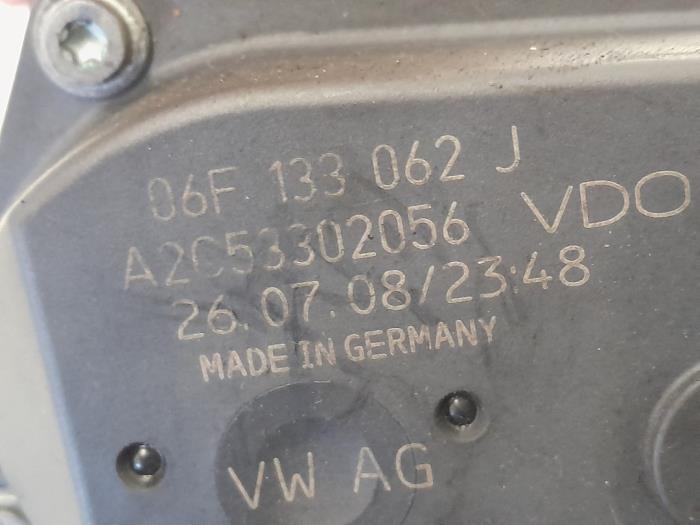 06F 133 062 J
A2C53302056 VDO
26.07.08/23:48
MADE IN GERMANY
VW AG